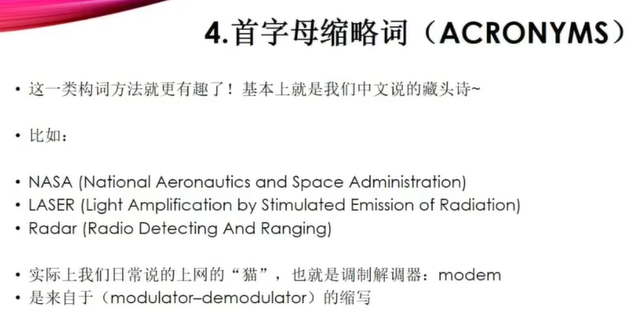 4.首字母缩略词（ACRONYMS）
• 这一类构词方法就更有趣了！基本上就是我们中文说的藏头诗~
• 比如：
• NASA (National Aeronautics and Space Administration)
• LASER (Light Amplification by Stimulated Emission of Radiation)
• Radar (Radio Detecting And Ranging)
• 实际上我们日常说的上网的“猫”，也就是调制解调器：modem
• 是来自于（modulator–demodulator）的缩写